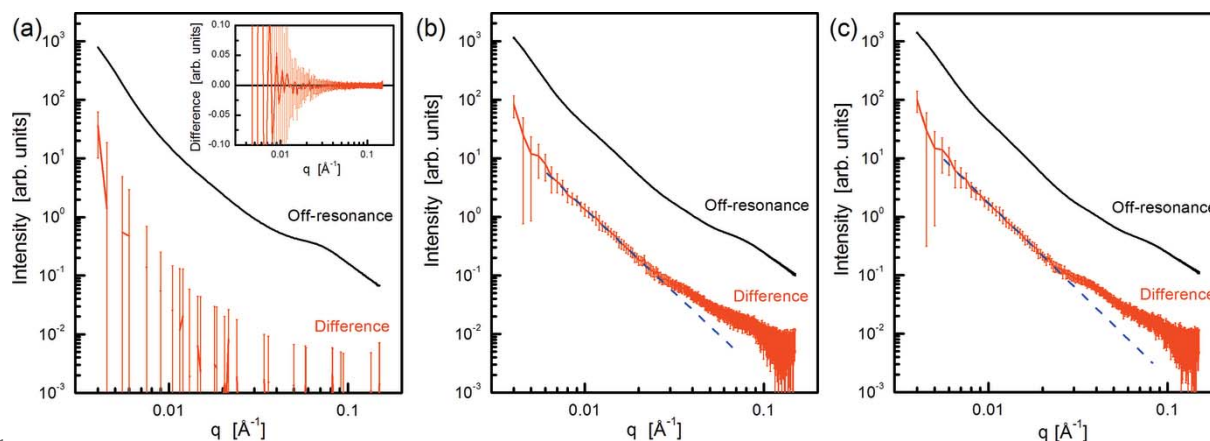 (a)
Intensity [arb. units]
10³
10²
10¹
10⁰
10⁻¹
10⁻²
10⁻³
0.01
0.1
q [Å⁻¹]
Off-resonance
Difference
Difference [arb. units]
0.10
0.05
0.00
-0.05
-0.10
0.01
0.1
q [Å⁻¹]
(b)
Intensity [arb. units]
10³
10²
10¹
10⁰
10⁻¹
10⁻²
10⁻³
0.01
0.1
q [Å⁻¹]
Off-resonance
Difference
(c)
Intensity [arb. units]
10³
10²
10¹
10⁰
10⁻¹
10⁻²
10⁻³
0.01
0.1
q [Å⁻¹]
Off-resonance
Difference